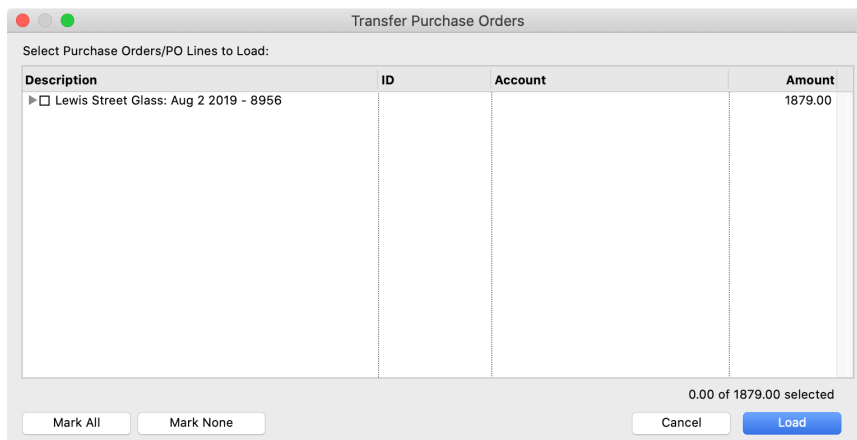 Transfer Purchase Orders
Select Purchase Orders/PO Lines to Load:
Description ID Account Amount
Lewis Street Glass: Aug 2 2019 - 8956 1879.00
0.00 of 1879.00 selected
Mark All Mark None Cancel Load